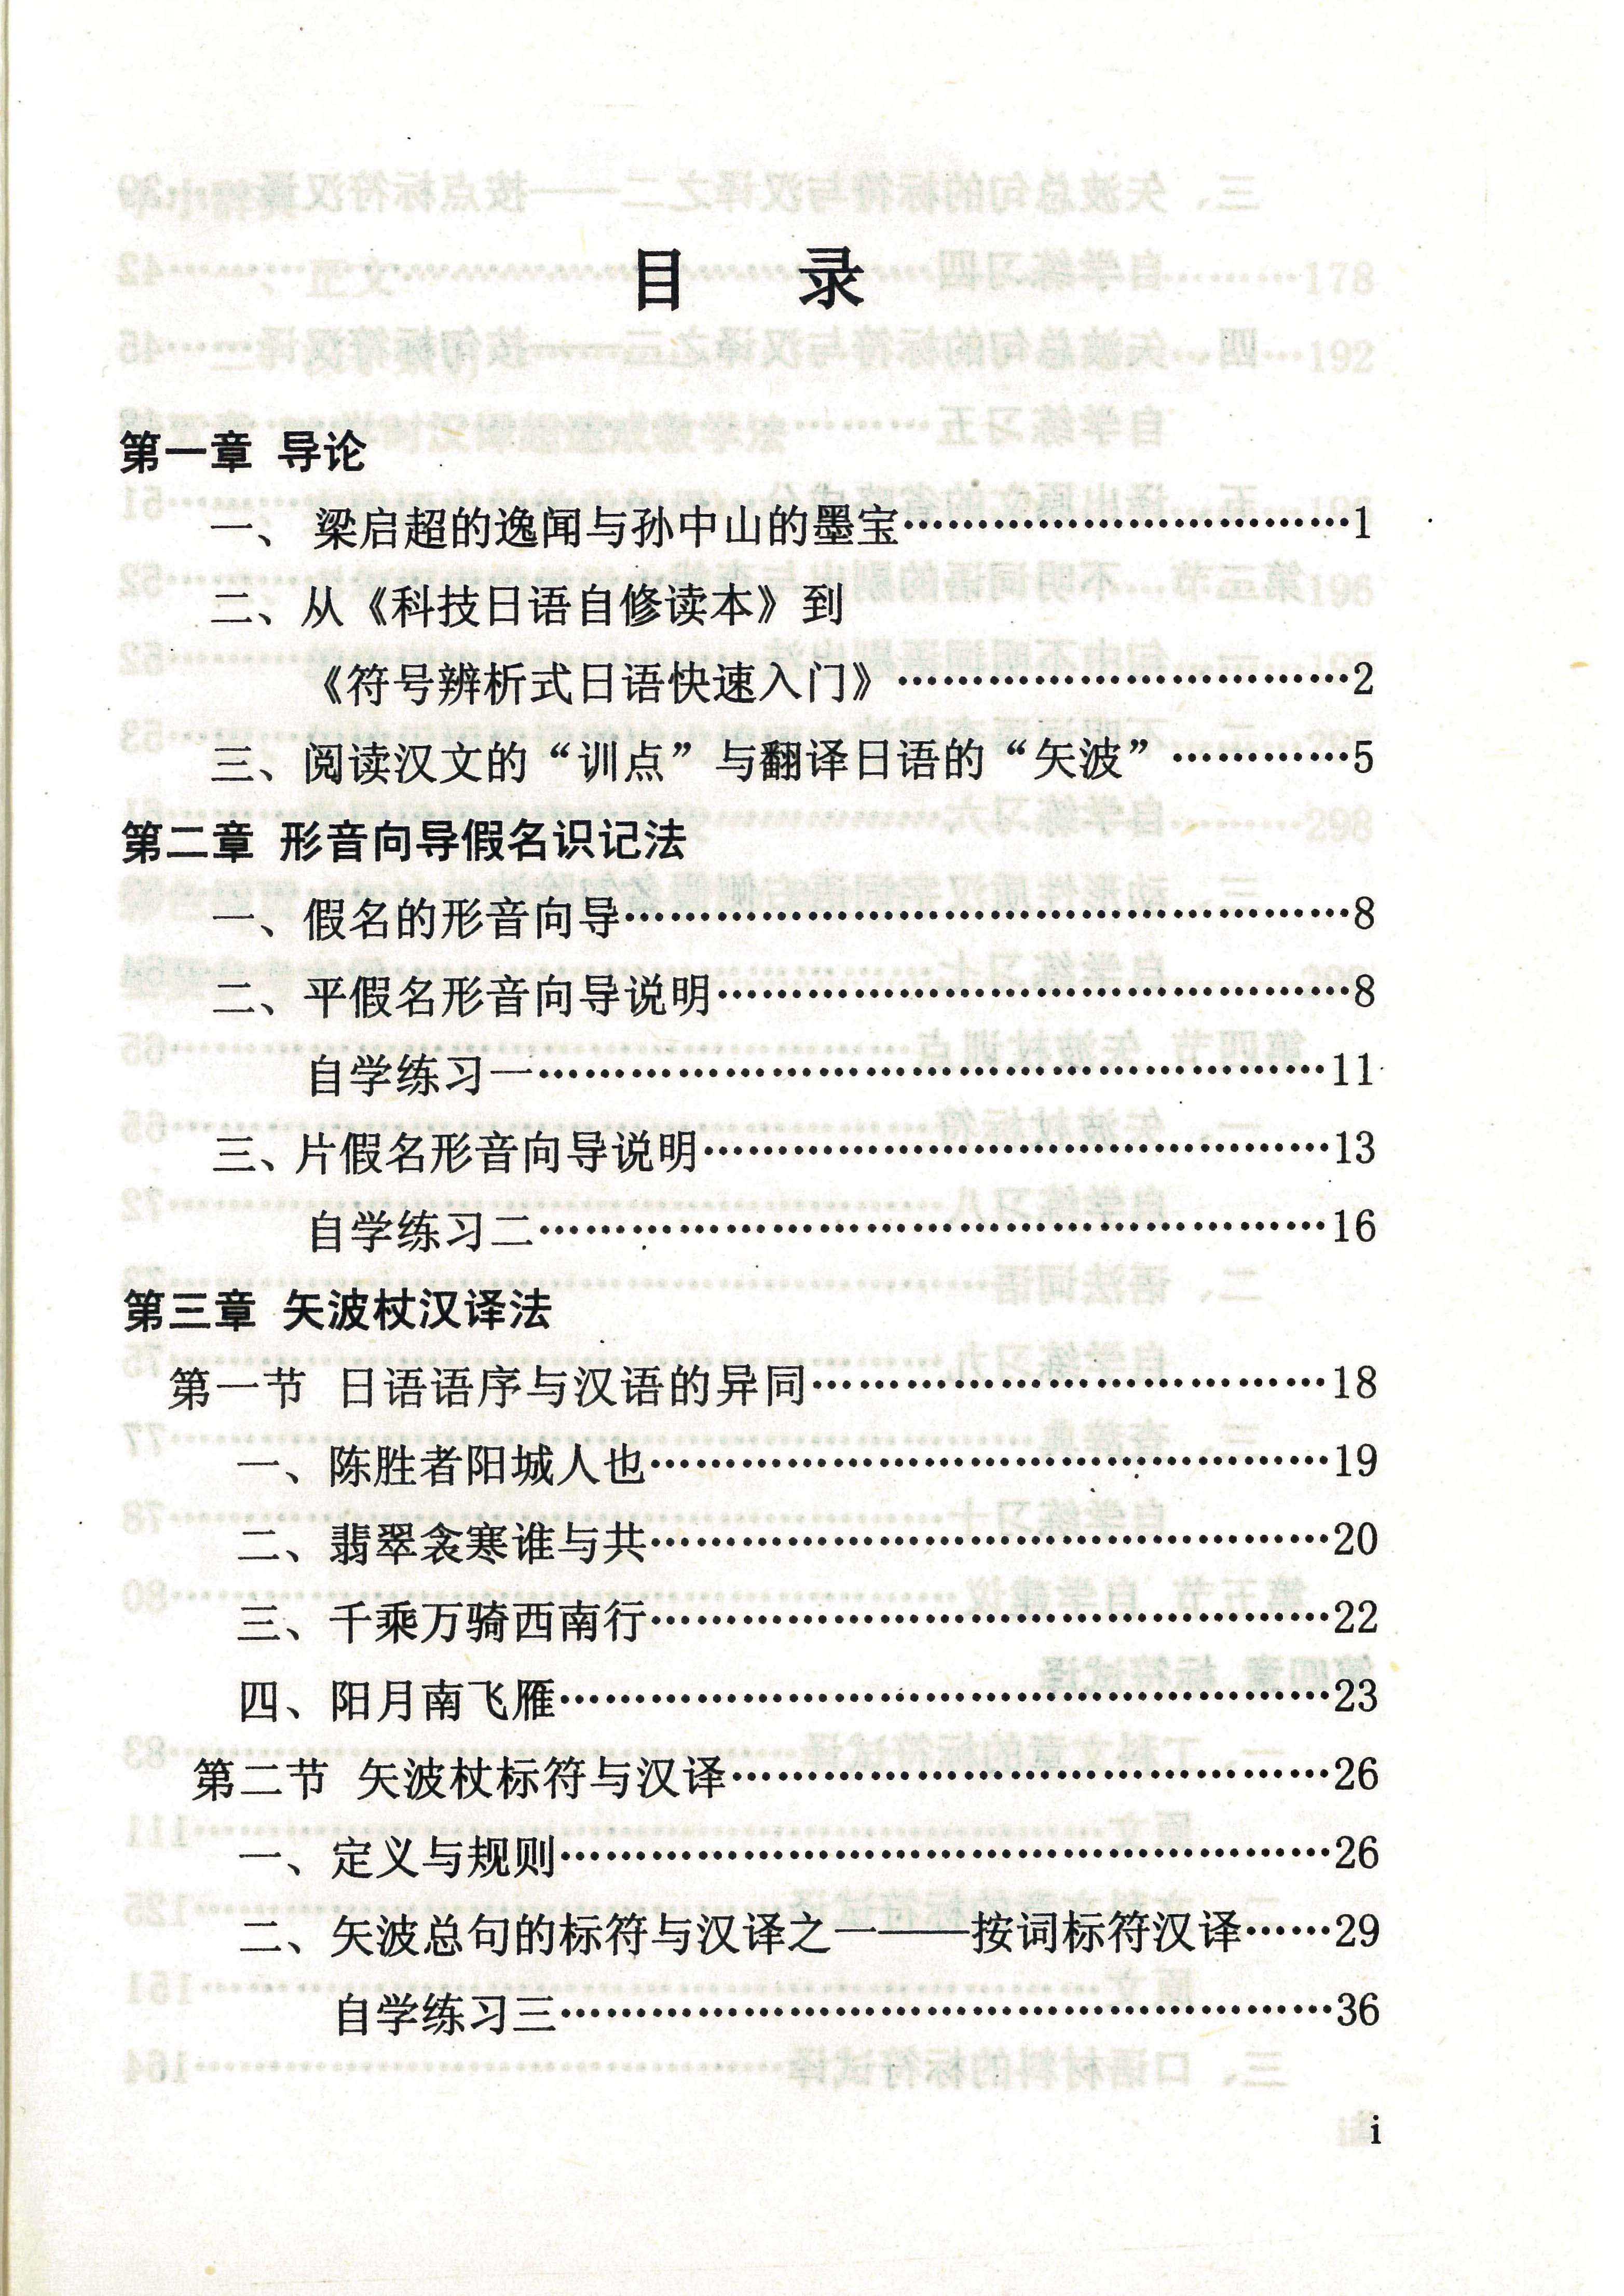 目 录
第一章 导论
一、 梁启超的逸闻与孙中山的墨宝……………………………1
二、从《科技日语自修读本》到
《符号辨析式日语快速入门》……………………………2
三、阅读汉文的“训点”与翻译日语的“矢波”…………5
第二章 形音向导假名识记法
一、假名的形音向导………………………………………………8
二、平假名形音向导说明…………………………………………8
自学练习一……………………………………………………11
三、片假名形音向导说明…………………………………………13
自学练习二……………………………………………………16
第三章 矢波杖汉译法
第一节 日语语序与汉语的异同…………………………………18
一、陈胜者阳城人也……………………………………………19
二、翡翠衾寒谁与共……………………………………………20
三、千乘万骑西南行……………………………………………22
四、阳月南飞雁…………………………………………………23
第二节 矢波杖标符与汉译………………………………………26
一、定义与规则…………………………………………………26
二、矢波总句的标符与汉译之一——按词标符汉译……29
自学练习三…………………………………………………36
i